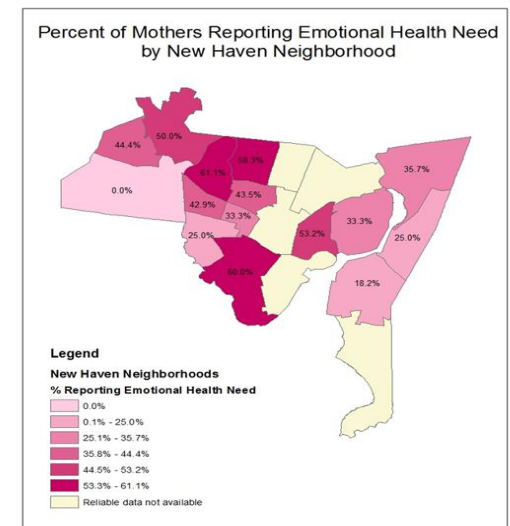 Percent of Mothers Reporting Emotional Health Need
by New Haven Neighborhood
50.0%
44.4%
58.3%
61.1%
35.7%
0.0%
43.5%
42.9%
33.3%
33.3%
25.0%
53.2%
25.0%
60.0%
18.2%
Legend
New Haven Neighborhoods
% Reporting Emotional Health Need
0.0%
0.1% - 25.0%
25.1% - 35.7%
35.8% - 44.4%
44.5% - 53.2%
53.3% - 61.1%
Reliable data not available